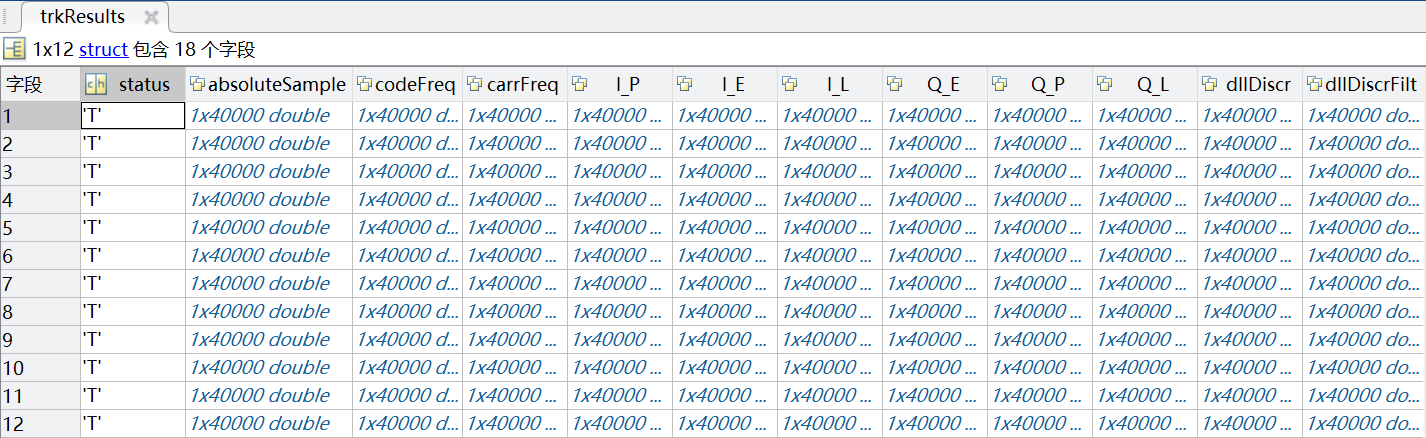 trkResults
1x12 struct 包含 18 个字段
字段 ch status absoluteSample codeFreq carrFreq I_P I_E I_L Q_E Q_P Q_L dllDiscr dllDiscrFilt
1 'T' 1x40000 double 1x40000 d... 1x40000 ... 1x40000 ... 1x40000 ... 1x40000 ... 1x40000 ... 1x40000 ... 1x40000 ... 1x40000 ... 1x40000 do...
2 'T' 1x40000 double 1x40000 d... 1x40000 ... 1x40000 ... 1x40000 ... 1x40000 ... 1x40000 ... 1x40000 ... 1x40000 ... 1x40000 ... 1x40000 do...
3 'T' 1x40000 double 1x40000 d... 1x40000 ... 1x40000 ... 1x40000 ... 1x40000 ... 1x40000 ... 1x40000 ... 1x40000 ... 1x40000 ... 1x40000 do...
4 'T' 1x40000 double 1x40000 d... 1x40000 ... 1x40000 ... 1x40000 ... 1x40000 ... 1x40000 ... 1x40000 ... 1x40000 ... 1x40000 ... 1x40000 do...
5 'T' 1x40000 double 1x40000 d... 1x40000 ... 1x40000 ... 1x40000 ... 1x40000 ... 1x40000 ... 1x40000 ... 1x40000 ... 1x40000 ... 1x40000 do...
6 'T' 1x40000 double 1x40000 d... 1x40000 ... 1x40000 ... 1x40000 ... 1x40000 ... 1x40000 ... 1x40000 ... 1x40000 ... 1x40000 ... 1x40000 do...
7 'T' 1x40000 double 1x40000 d... 1x40000 ... 1x40000 ... 1x40000 ... 1x40000 ... 1x40000 ... 1x40000 ... 1x40000 ... 1x40000 ... 1x40000 do...
8 'T' 1x40000 double 1x40000 d... 1x40000 ... 1x40000 ... 1x40000 ... 1x40000 ... 1x40000 ... 1x40000 ... 1x40000 ... 1x40000 ... 1x40000 do...
9 'T' 1x40000 double 1x40000 d... 1x40000 ... 1x40000 ... 1x40000 ... 1x40000 ... 1x40000 ... 1x40000 ... 1x40000 ... 1x40000 ... 1x40000 do...
10 'T' 1x40000 double 1x40000 d... 1x40000 ... 1x40000 ... 1x40000 ... 1x40000 ... 1x40000 ... 1x40000 ... 1x40000 ... 1x40000 ... 1x40000 do...
11 'T' 1x40000 double 1x40000 d... 1x40000 ... 1x40000 ... 1x40000 ... 1x40000 ... 1x40000 ... 1x40000 ... 1x40000 ... 1x40000 ... 1x40000 do...
12 'T' 1x40000 double 1x40000 d... 1x40000 ... 1x40000 ... 1x40000 ... 1x40000 ... 1x40000 ... 1x40000 ... 1x40000 ... 1x40000 ... 1x40000 do...